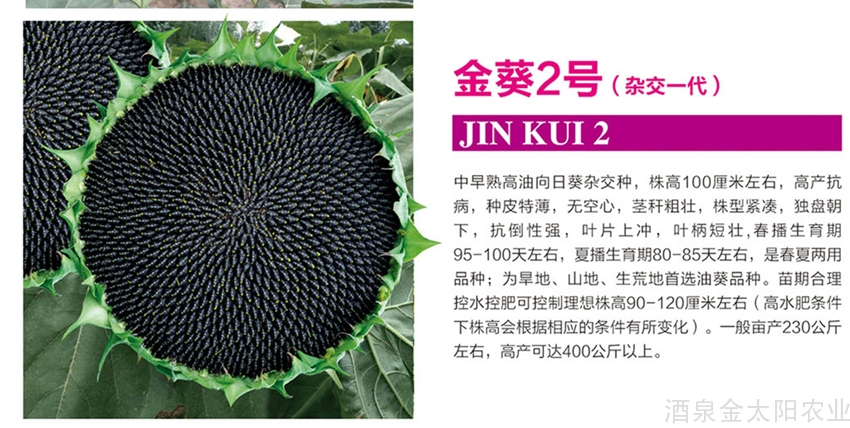 金葵2号（杂交一代）
JIN KUI 2
中早熟高油向日葵杂交种，株高100厘米左右，高产抗
病，种皮特薄，无空心，茎秆粗壮，株型紧凑，独盘朝
下，抗倒性强，叶片上冲，叶柄短壮,春播生育期
95-100天左右，夏播生育期80-85天左右，是春夏两用
品种；为旱地、山地、生荒地首选油葵品种。苗期合理
控水控肥可控制理想株高90-120厘米左右（高水肥条件
下株高会根据相应的条件有所变化）。一般亩产230公斤
左右，高产可达400公斤以上。
酒泉金太阳农业